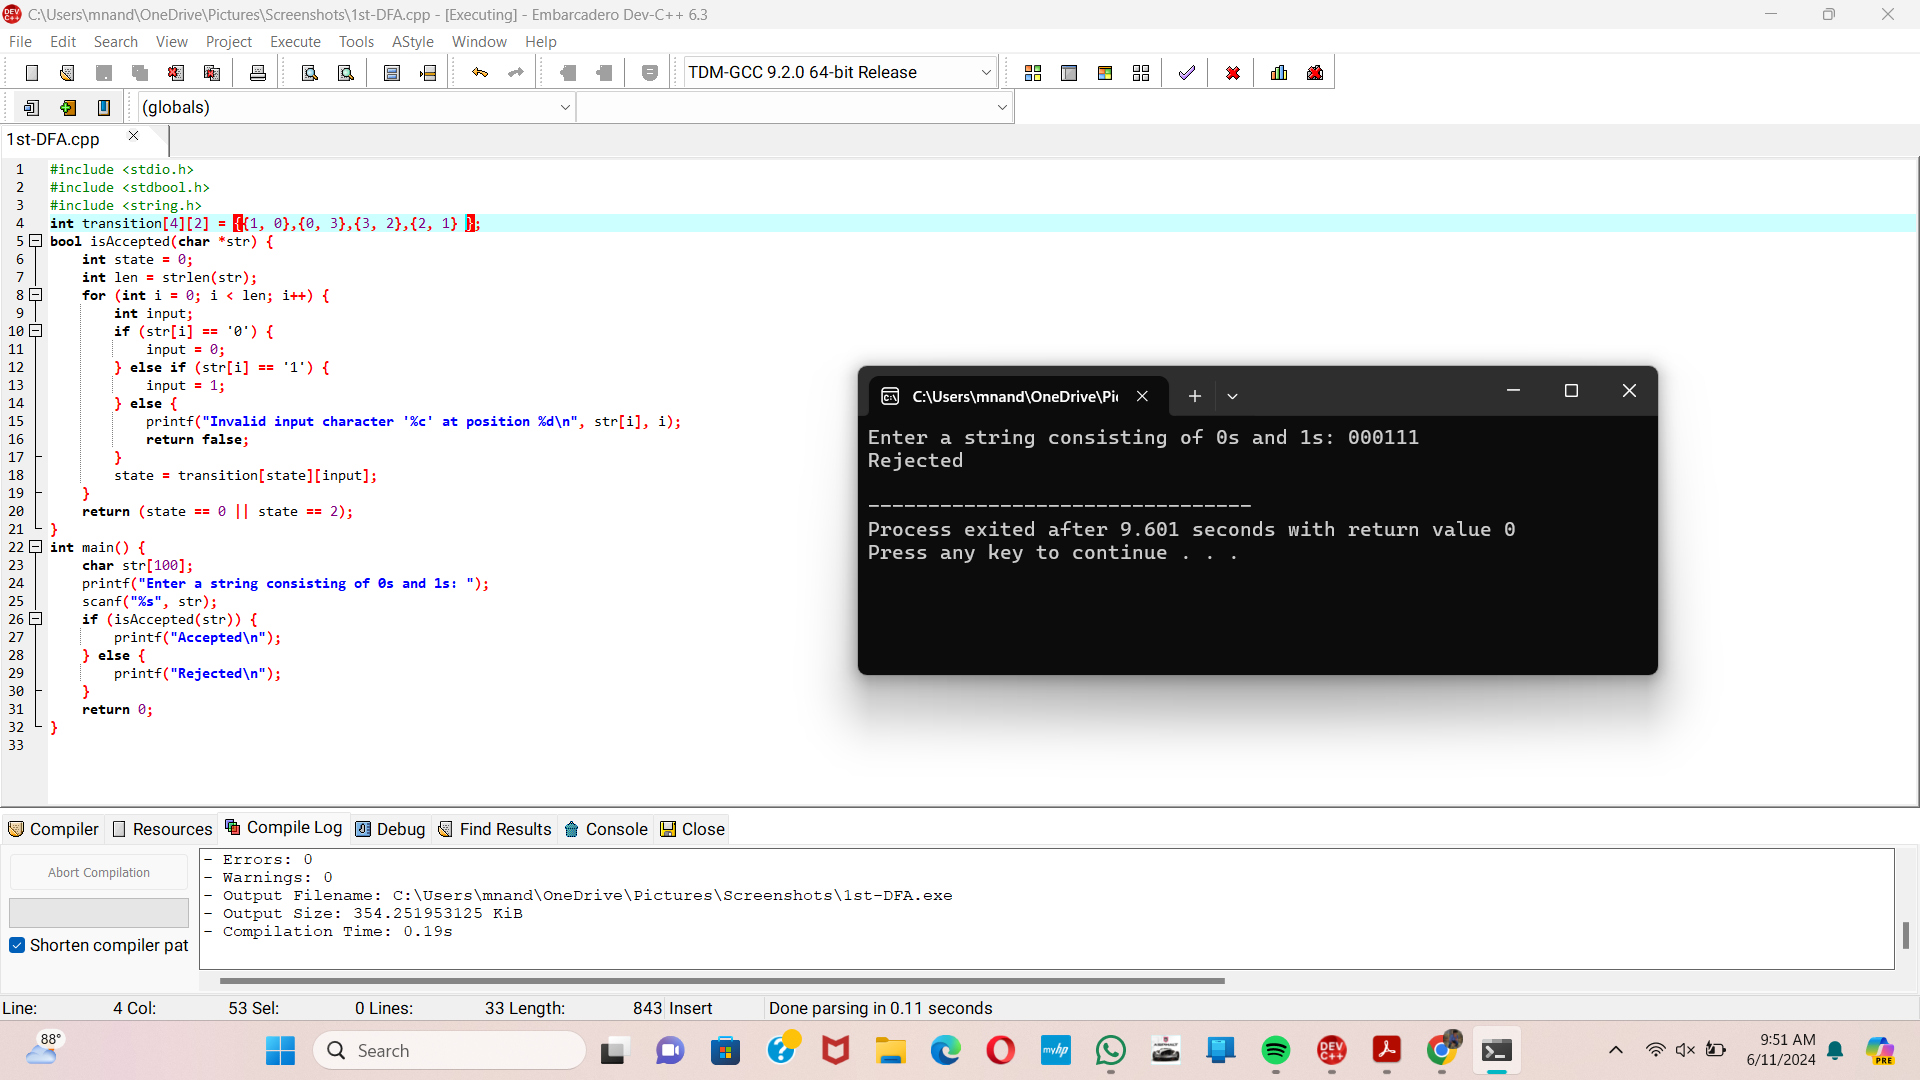 C:\Users\mnand\OneDrive\Pictures\Screenshots\1st-DFA.cpp - [Executing] - Embarcadero Dev-C++ 6.3
File Edit Search View Project Execute Tools AStyle Window Help
TDM-GCC 9.2.0 64-bit Release
(globals)
1st-DFA.cpp
1 #include <stdio.h>
2 #include <stdbool.h>
3 #include <string.h>
4 int transition[4][2] = {{1, 0},{0, 3},{3, 2},{2, 1} };
5 bool isAccepted(char *str) {
6     int state = 0;
7     int len = strlen(str);
8     for (int i = 0; i < len; i++) {
9         int input;
10         if (str[i] == '0') {
11             input = 0;
12         } else if (str[i] == '1') {
13             input = 1;
14         } else {
15             printf("Invalid input character '%c' at position %d\n", str[i], i);
16             return false;
17         }
18         state = transition[state][input];
19     }
20     return (state == 0 || state == 2);
21 }
22 int main() {
23     char str[100];
24     printf("Enter a string consisting of 0s and 1s: ");
25     scanf("%s", str);
26     if (isAccepted(str)) {
27         printf("Accepted\n");
28     } else {
29         printf("Rejected\n");
30     }
31     return 0;
32 }
33
C:\Users\mnand\OneDrive\Pi
Enter a string consisting of 0s and 1s: 000111
Rejected
--------------------------------
Process exited after 9.601 seconds with return value 0
Press any key to continue . . .
Compiler Resources Compile Log Debug Find Results Console Close
Abort Compilation
Shorten compiler pat
- Errors: 0
- Warnings: 0
- Output Filename: C:\Users\mnand\OneDrive\Pictures\Screenshots\1st-DFA.exe
- Output Size: 354.251953125 KiB
- Compilation Time: 0.19s
Line: 4 Col: 53 Sel: 0 Lines: 33 Length: 843 Insert Done parsing in 0.11 seconds
88°
Search
myhp
DEV C++
PRE
9:51 AM
6/11/2024